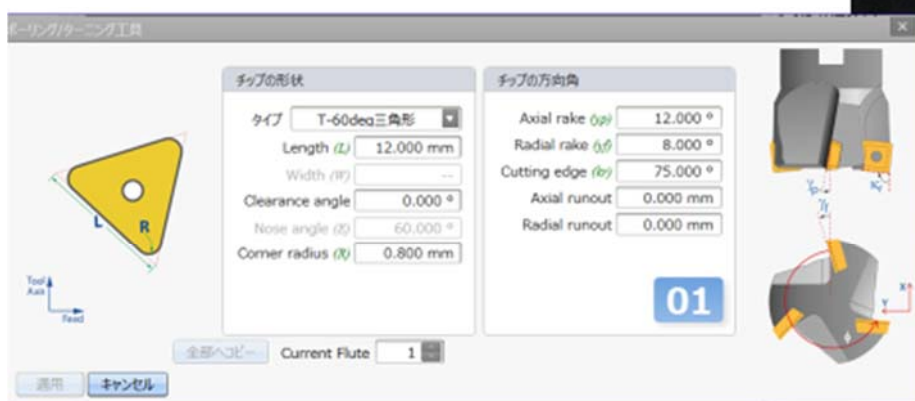 ボーリング/ターニング工具
チップの形状
タイプ T-60deg三角形
Length (L) 12.000 mm
Width (W) --
Clearance angle 0.000 °
Nose angle (X) 60.000 °
Corner radius (R) 0.800 mm
チップの方向角
Axial rake (γp) 12.000 °
Radial rake (γf) 8.000 °
Cutting edge (kr) 75.000 °
Axial runout 0.000 mm
Radial runout 0.000 mm
01
L
R
Tool
Axis
Feed
γp
κr
γf
X
Y
ϕ
全部へコピー Current Flute 1
適用 キャンセル